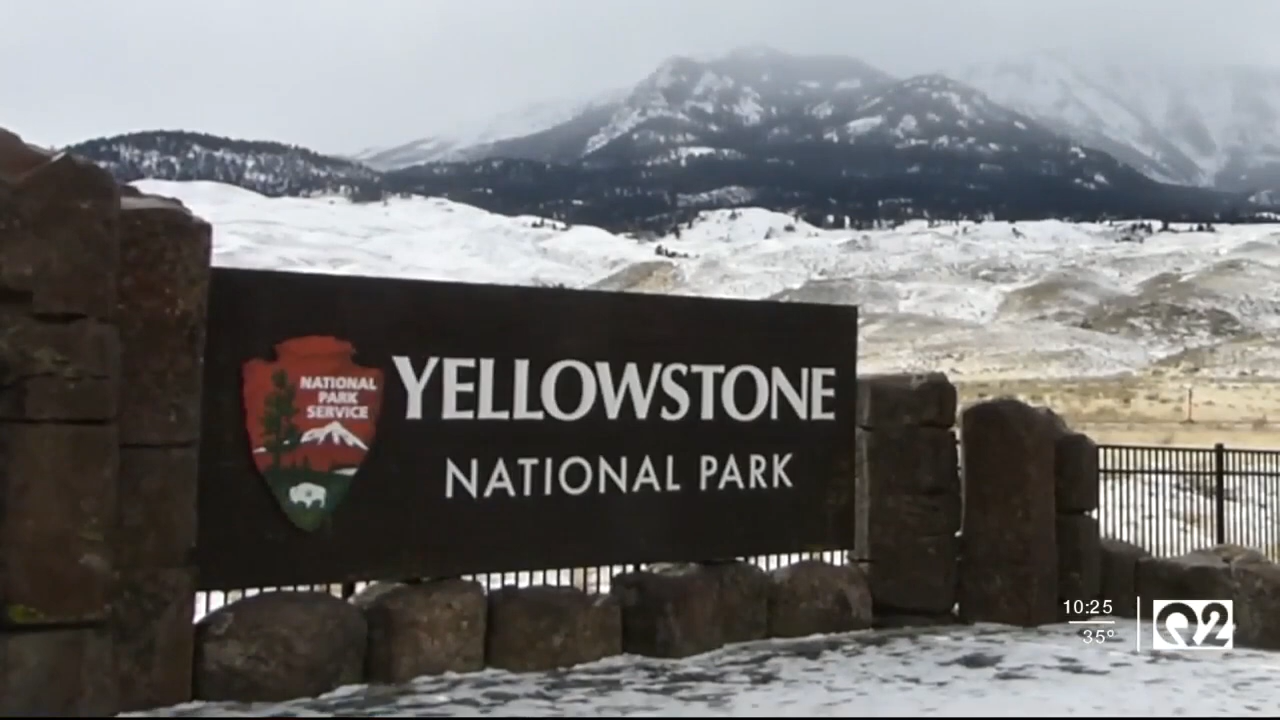 NATIONAL
PARK
SERVICE
YELLOWSTONE
NATIONAL PARK
10:25
35°
Q2